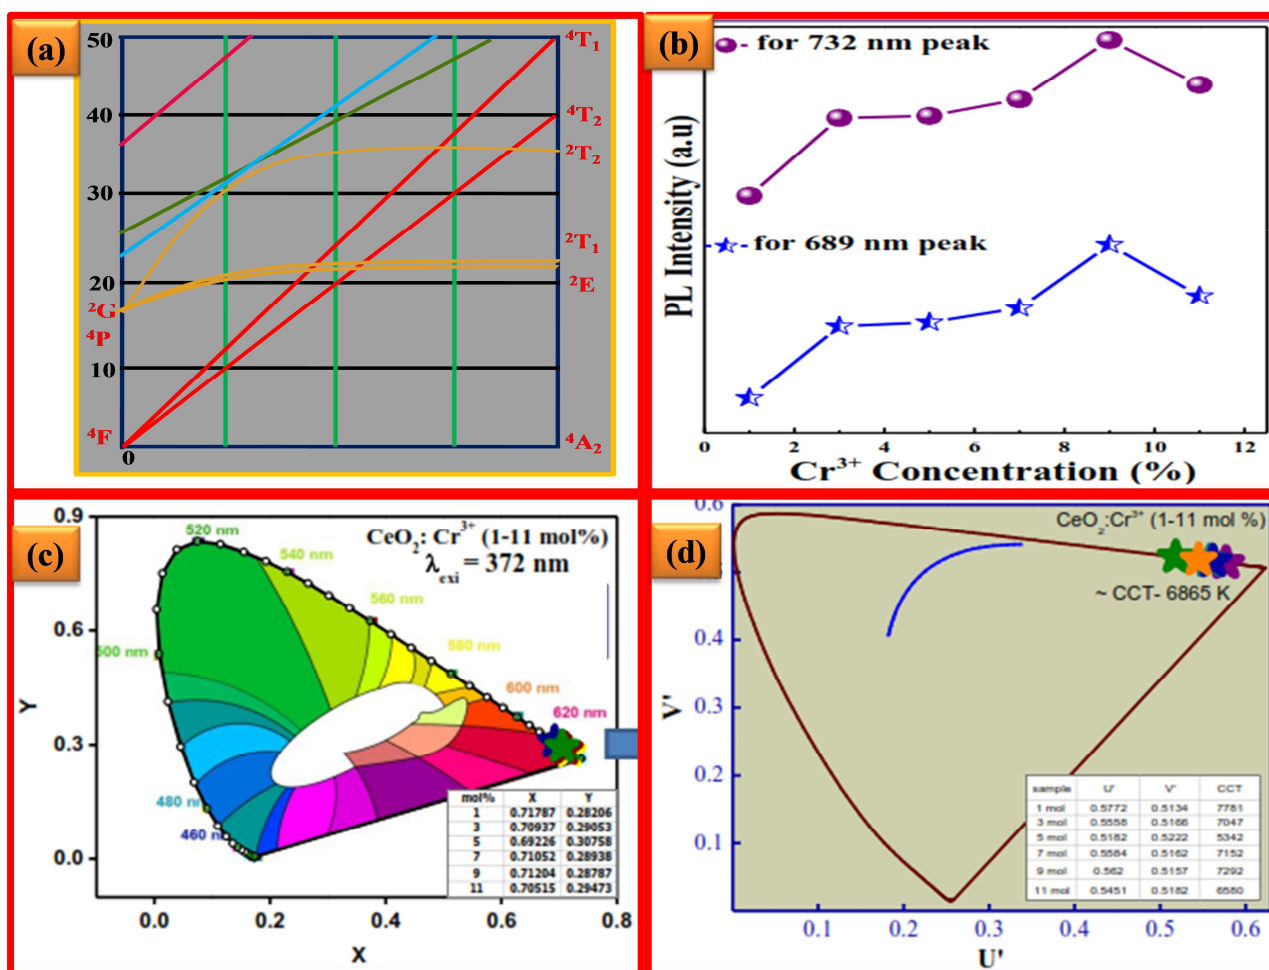 (a)
50
40
30
20
10
0
²G
⁴P
⁴F
⁴T₁
⁴T₂
²T₂
²T₁
²E
⁴A₂
(b)
for 732 nm peak
for 689 nm peak
PL Intensity (a.u)
0 2 4 6 8 10 12
Cr³⁺ Concentration (%)
(c)
CeO₂: Cr³⁺ (1-11 mol%)
λexi = 372 nm
520 nm
540 nm
560 nm
580 nm
600 nm
620 nm
500 nm
480 nm
460 n
0.9
0.6
0.3
0.0
Y
mol% X Y
1 0.71787 0.28206
3 0.70937 0.29053
5 0.69226 0.30758
7 0.71052 0.28938
9 0.71204 0.28787
11 0.70515 0.29473
0.0 0.2 0.4 0.6 0.8
X
(d)
CeO₂:Cr³⁺ (1-11 mol %)
~ CCT- 6865 K
0.6
0.4
0.3
0.2
0.1
V'
sample U' V' CCT
1 mol 0.5772 0.5134 7781
3 mol 0.5558 0.5166 7047
5 mol 0.5182 0.5222 5342
7 mol 0.5584 0.5162 7152
9 mol 0.562 0.5157 7292
11 mol 0.5451 0.5182 6580
0.1 0.2 0.3 0.4 0.5 0.6
U'